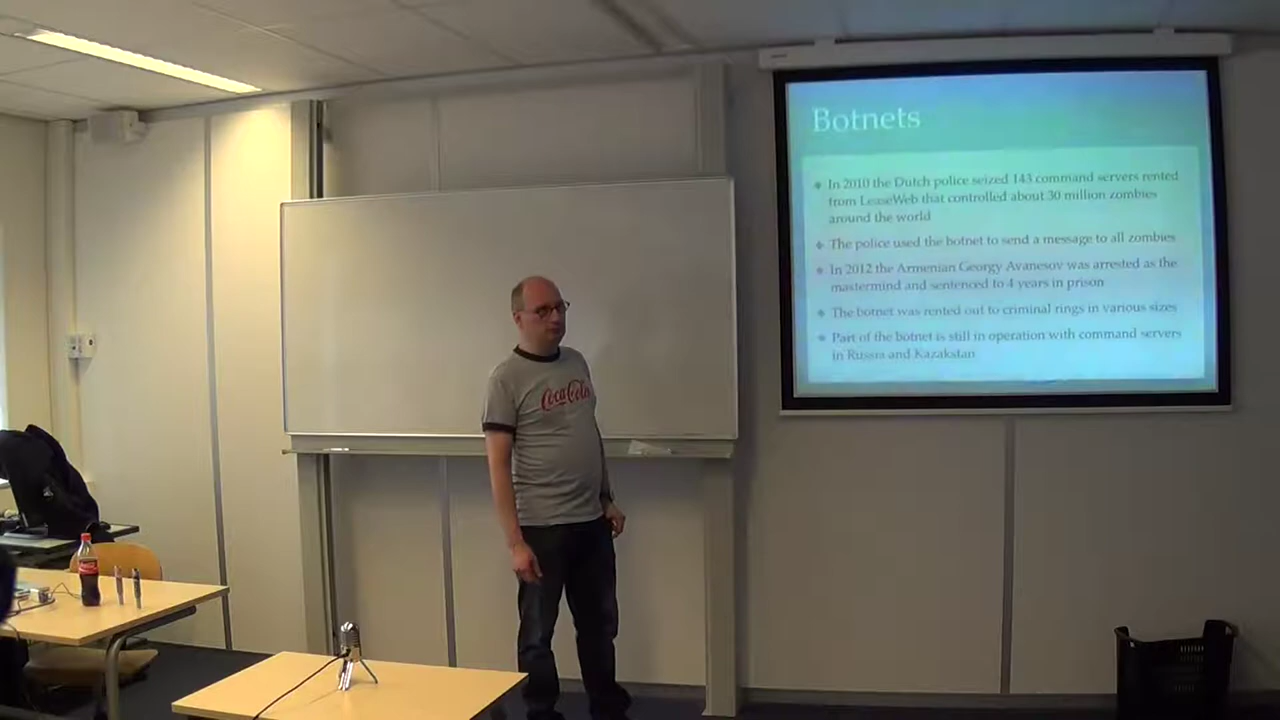 Botnets
In 2010 the Dutch police seized 143 command servers rented
from LeaseWeb that controlled about 30 million zombies
around the world
The police used the botnet to send a message to all zombies
In 2012 the Armenian Georgy Avanesov was arrested as the
mastermind and sentenced to 4 years in prison
The botnet was rented out to criminal rings in various sizes
Part of the botnet is still in operation with command servers
in Russia and Kazakstan
Coca-Cola